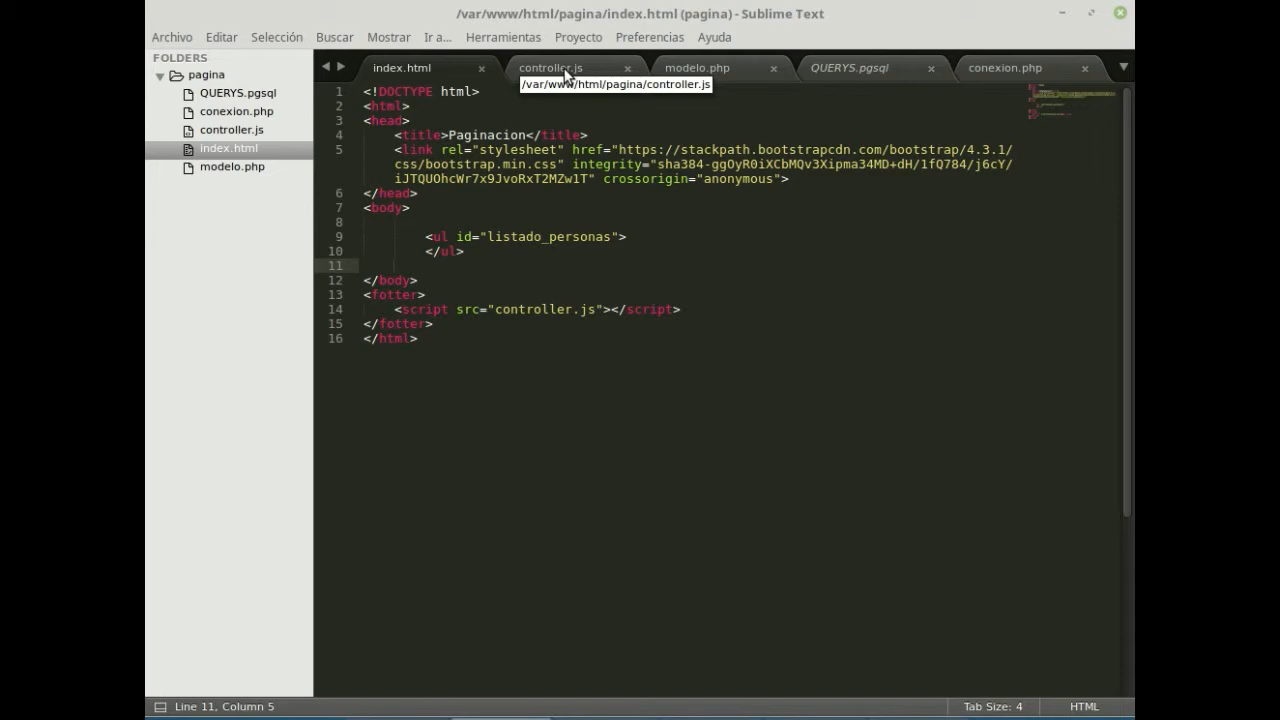 /var/www/html/pagina/index.html (pagina) - Sublime Text
Archivo Editar Selección Buscar Mostrar Ir a... Herramientas Proyecto Preferencias Ayuda
FOLDERS
pagina
QUERYS.pgsql
conexion.php
controller.js
index.html
modelo.php
index.html controller.js modelo.php QUERYS.pgsql conexion.php
/var/www/html/pagina/controller.js
1 <!DOCTYPE html>
2 <html>
3 <head>
4 <title>Paginacion</title>
5 <link rel="stylesheet" href="https://stackpath.bootstrapcdn.com/bootstrap/4.3.1/
css/bootstrap.min.css" integrity="sha384-ggOyR0iXCbMQv3Xipma34MD+dH/1fQ784/j6cY/
iJTQUOhcWr7x9JvoRxT2MZw1T" crossorigin="anonymous">
6 </head>
7 <body>
8
9 <ul id="listado_personas">
10 </ul>
11
12 </body>
13 <fotter>
14 <script src="controller.js"></script>
15 </fotter>
16 </html>
Line 11, Column 5 Tab Size: 4 HTML